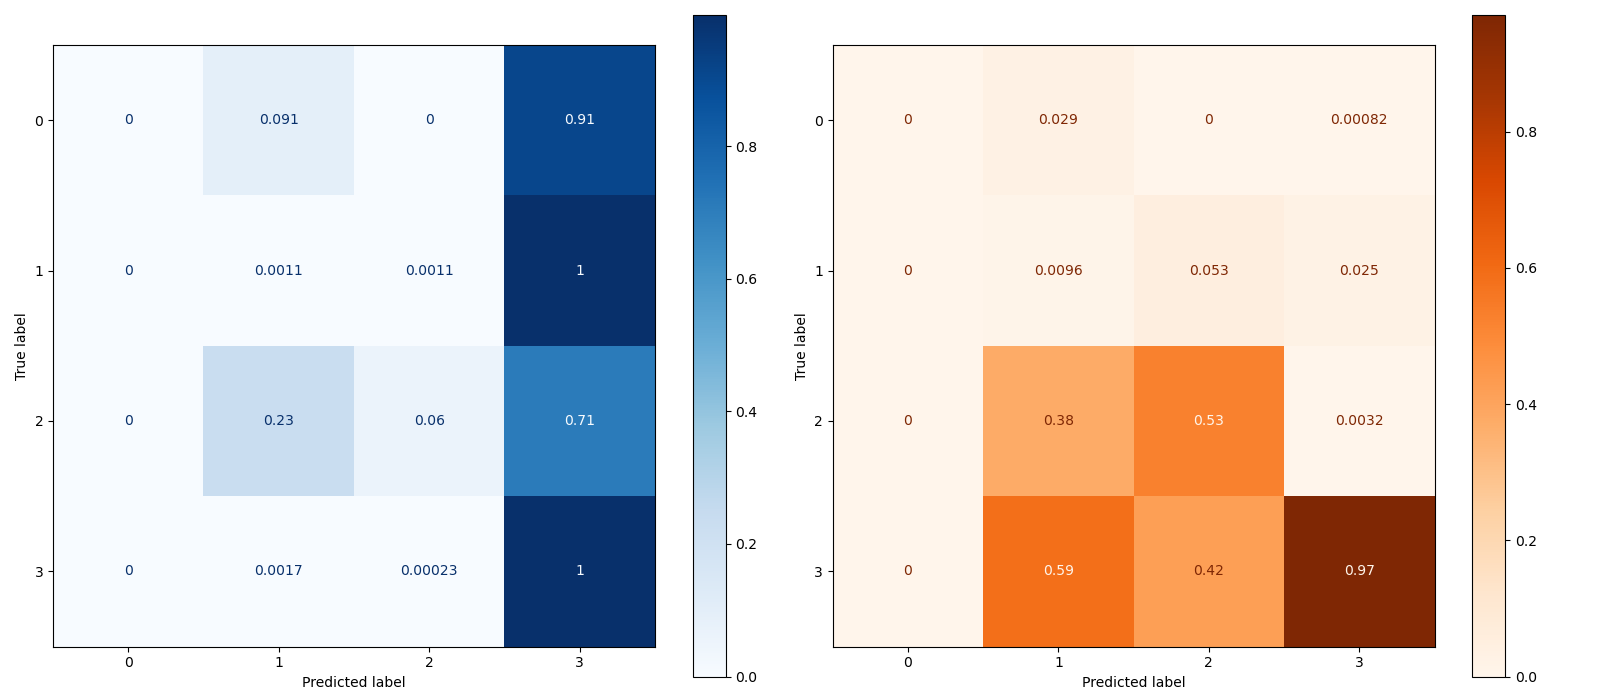 0 0 0.091 0 0.91
1 0 0.0011 0.0011 1
2 0 0.23 0.06 0.71
3 0 0.0017 0.00023 1
0 1 2 3
True label
Predicted label
0.8
0.6
0.4
0.2
0.0
0 0 0.029 0 0.00082
1 0 0.0096 0.053 0.025
2 0 0.38 0.53 0.0032
3 0 0.59 0.42 0.97
0 1 2 3
True label
Predicted label
0.8
0.6
0.4
0.2
0.0